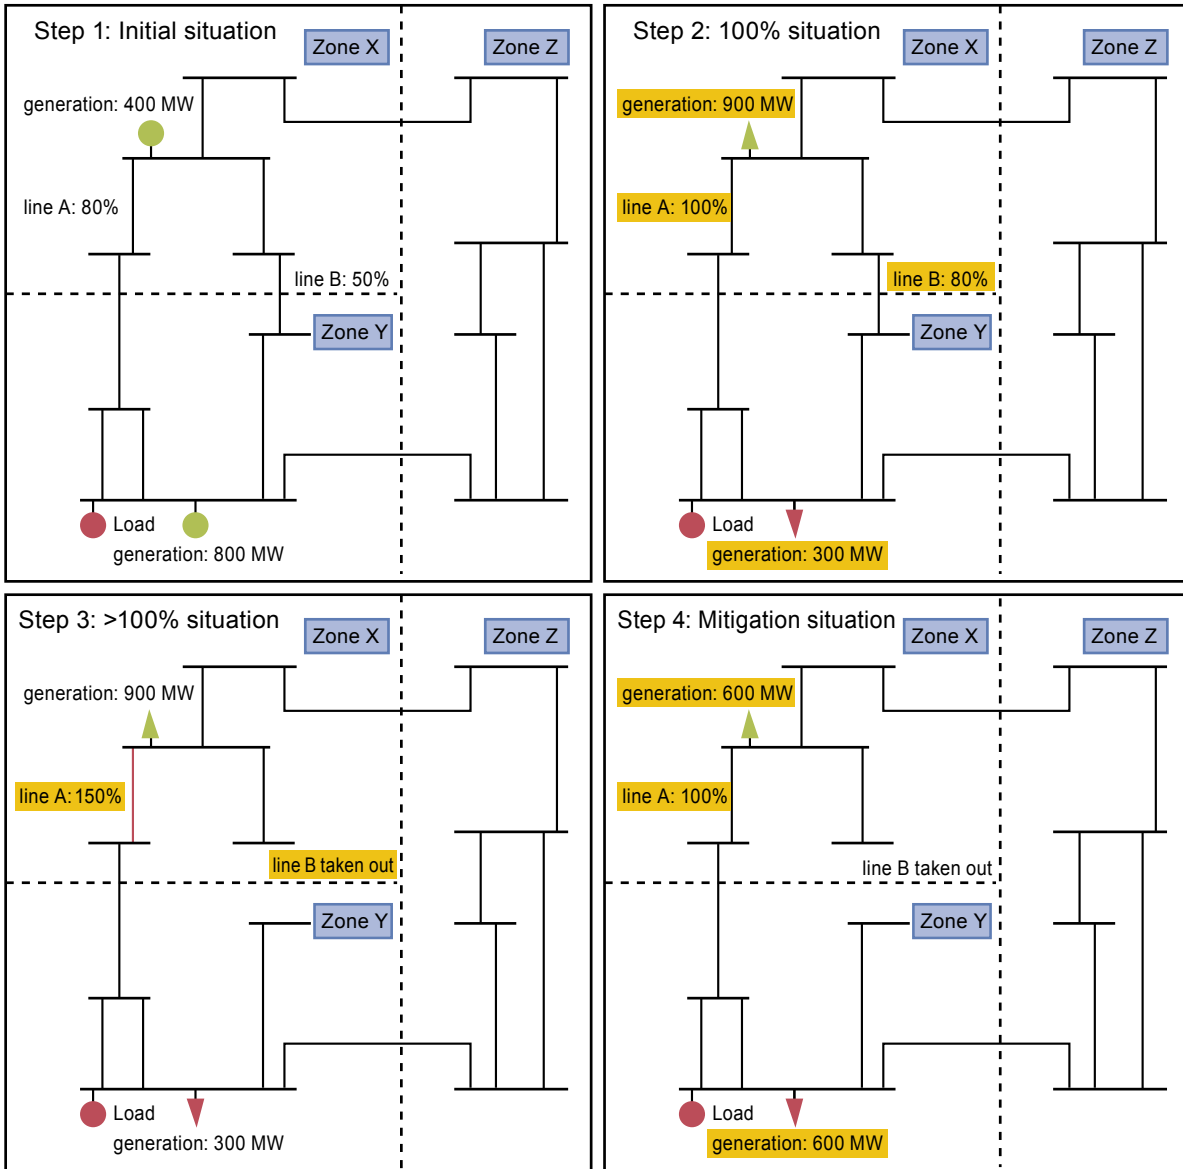 Step 1: Initial situation
Zone X
Zone Z
generation: 400 MW
line A: 80%
line B: 50%
Zone Y
Load
generation: 800 MW
Step 2: 100% situation
Zone X
Zone Z
generation: 900 MW
line A: 100%
line B: 80%
Zone Y
Load
generation: 300 MW
Step 3: >100% situation
Zone X
Zone Z
generation: 900 MW
line A: 150%
line B taken out
Zone Y
Load
generation: 300 MW
Step 4: Mitigation situation
Zone X
Zone Z
generation: 600 MW
line A: 100%
line B taken out
Zone Y
Load
generation: 600 MW